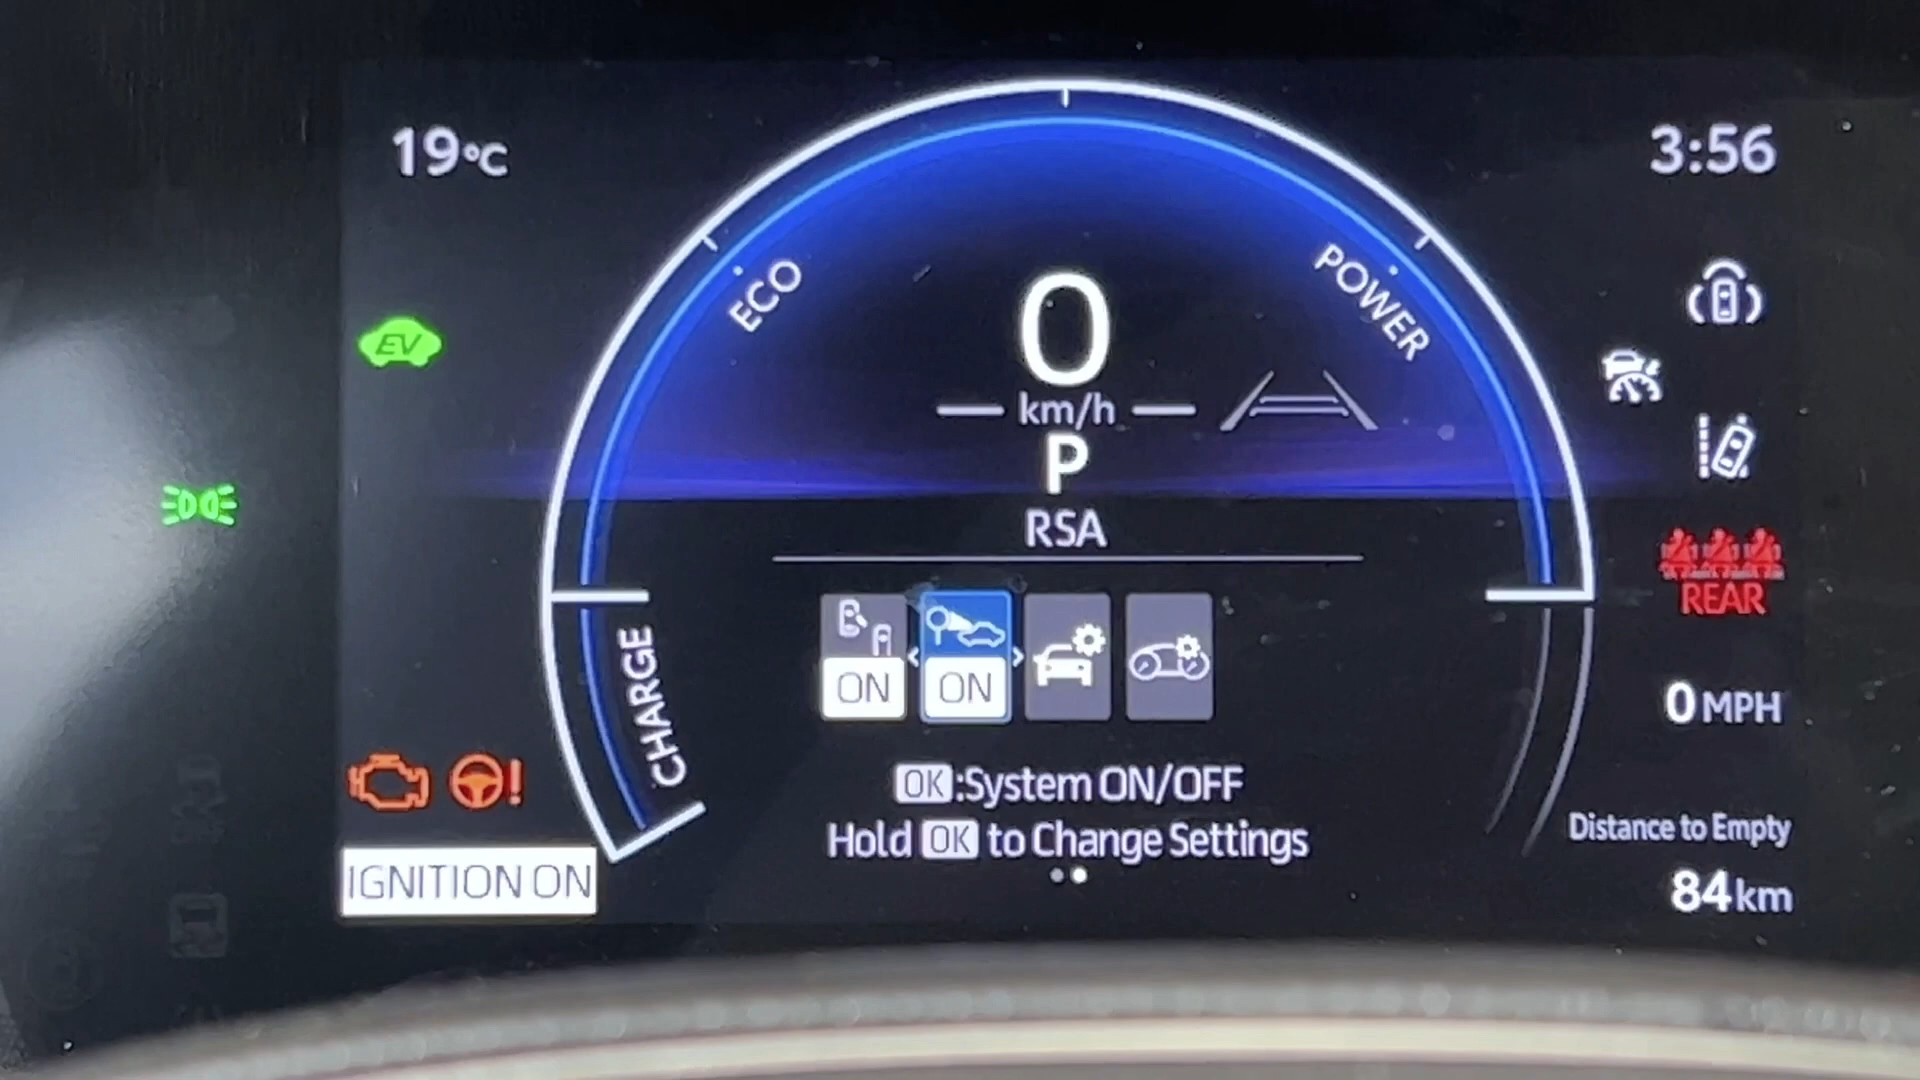 19°C
3:56
ECO
POWER
EV
0
km/h
P
RSA
REAR
CHARGE
ON
ON
0 MPH
OK:System ON/OFF
Hold OK to Change Settings
Distance to Empty
84km
IGNITION ON